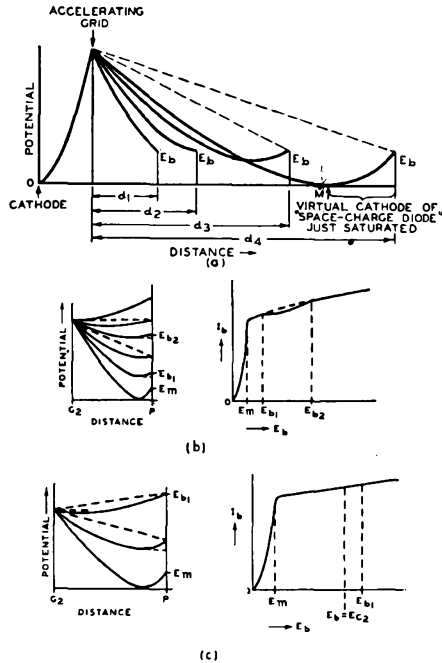 ACCELERATING
GRID
POTENTIAL
O
CATHODE
Eb
Eb
Eb
Eb
d1
d2
d3
d4
M
VIRTUAL CATHODE OF
"SPACE-CHARGE DIODE"
JUST SATURATED
DISTANCE
(a)
POTENTIAL
Eb2
Eb1
Em
G2
P
DISTANCE
Ib
O
Em
Eb1
Eb2
Eb
(b)
POTENTIAL
Eb1
Em
G2
P
DISTANCE
Ib
Em
Eb1
Eb=Ec2
Eb
(c)